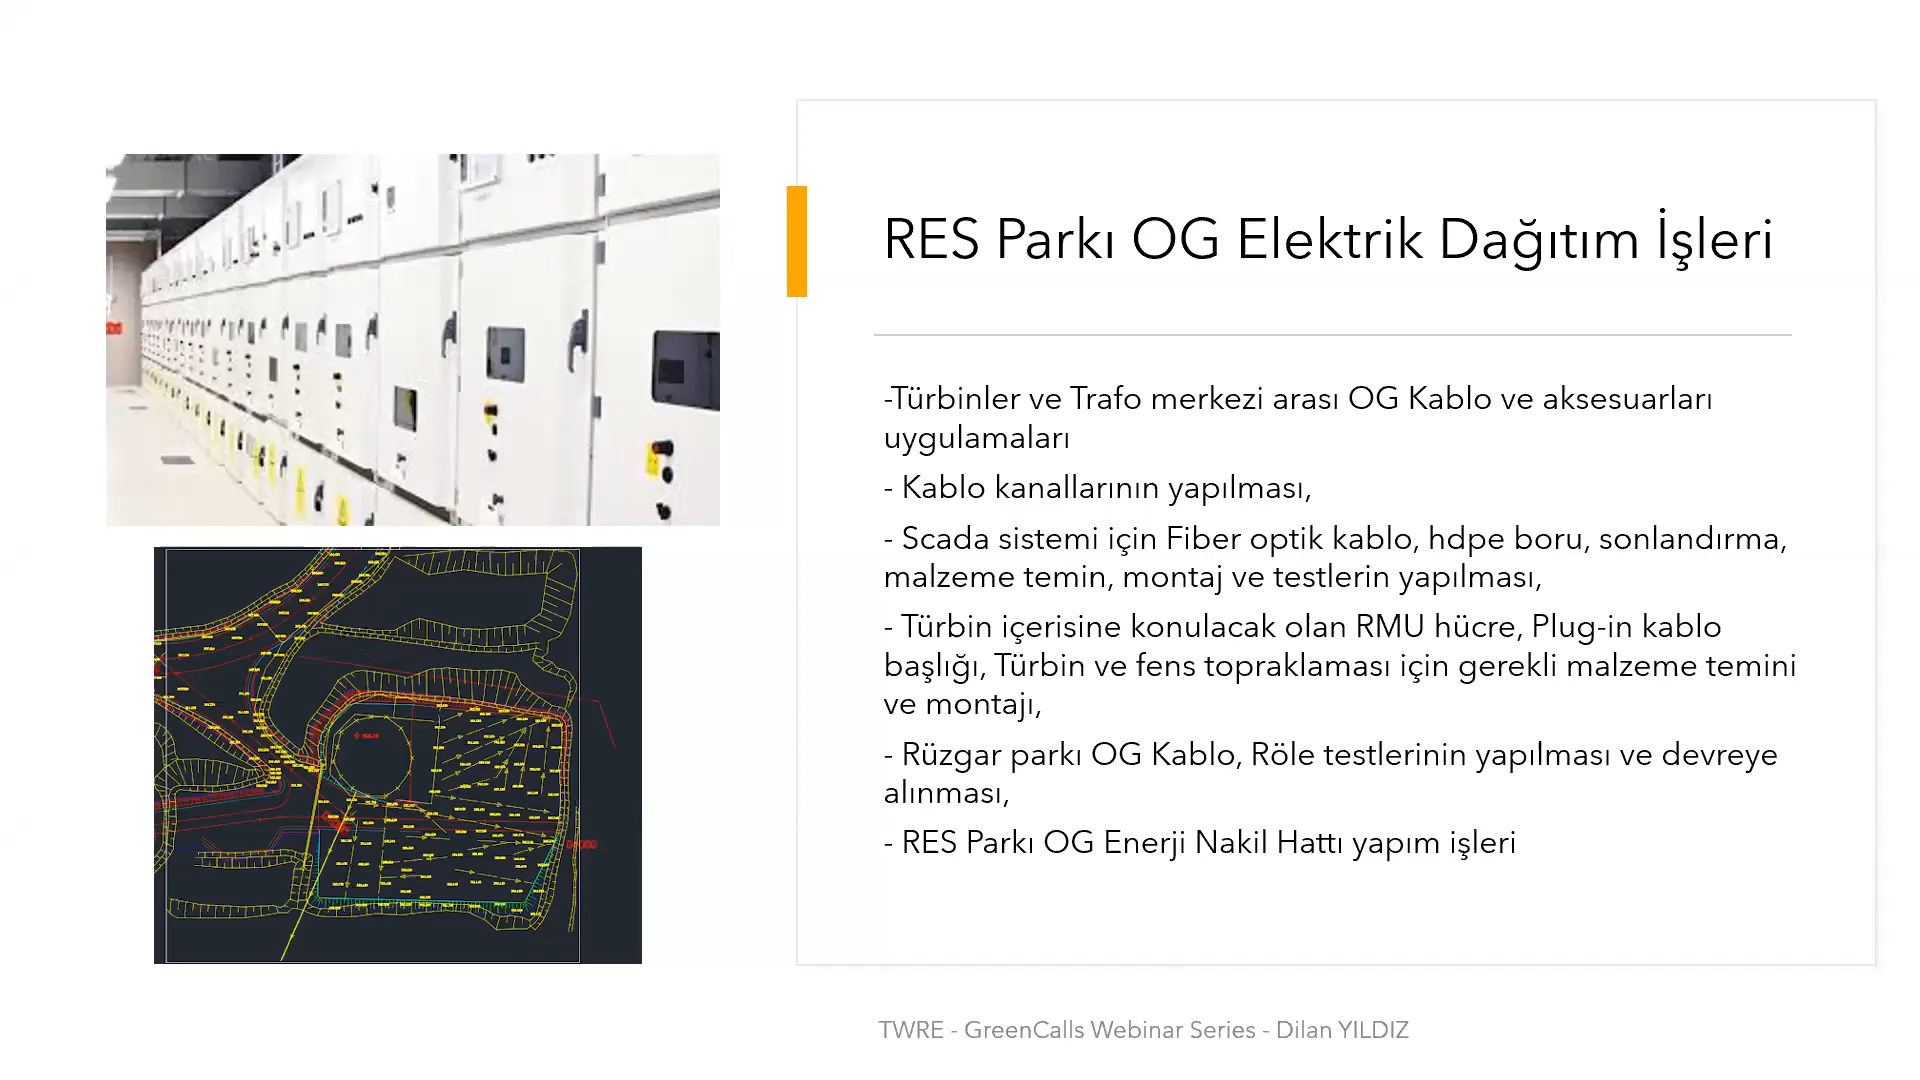 RES Parkı OG Elektrik Dağıtım İşleri
-Türbinler ve Trafo merkezi arası OG Kablo ve aksesuarları
uygulamaları
- Kablo kanallarının yapılması,
- Scada sistemi için Fiber optik kablo, hdpe boru, sonlandırma,
malzeme temin, montaj ve testlerin yapılması,
- Türbin içerisine konulacak olan RMU hücre, Plug-in kablo
başlığı, Türbin ve fens topraklaması için gerekli malzeme temini
ve montajı,
- Rüzgar parkı OG Kablo, Röle testlerinin yapılması ve devreye
alınması,
- RES Parkı OG Enerji Nakil Hattı yapım işleri
TWRE - GreenCalls Webinar Series - Dilan YILDIZ